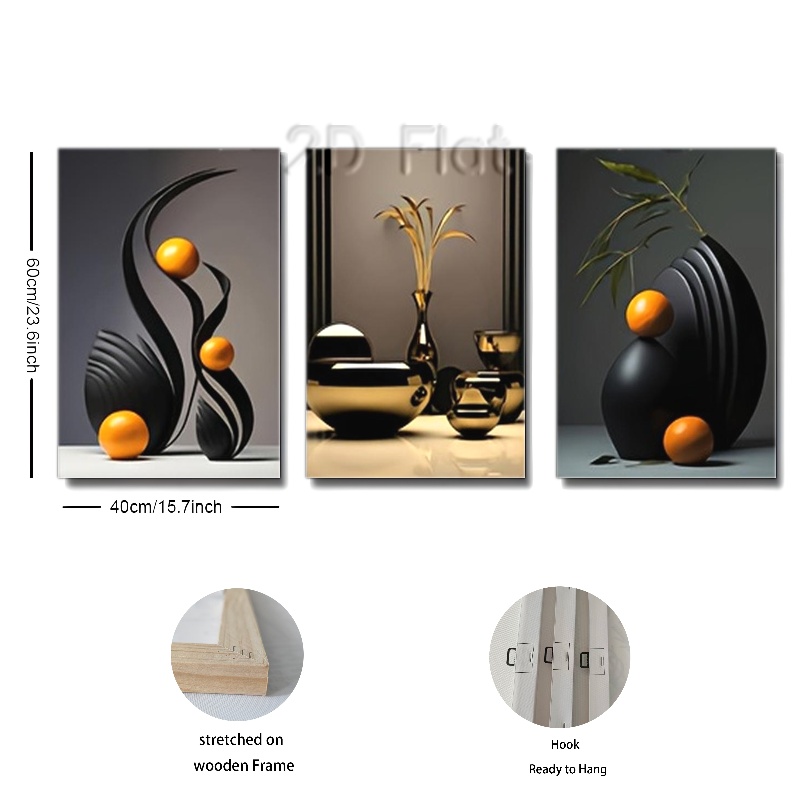 2D Flat
60cm/23.6inch
40cm/15.7inch
stretched on
wooden Frame
Hook
Ready to Hang